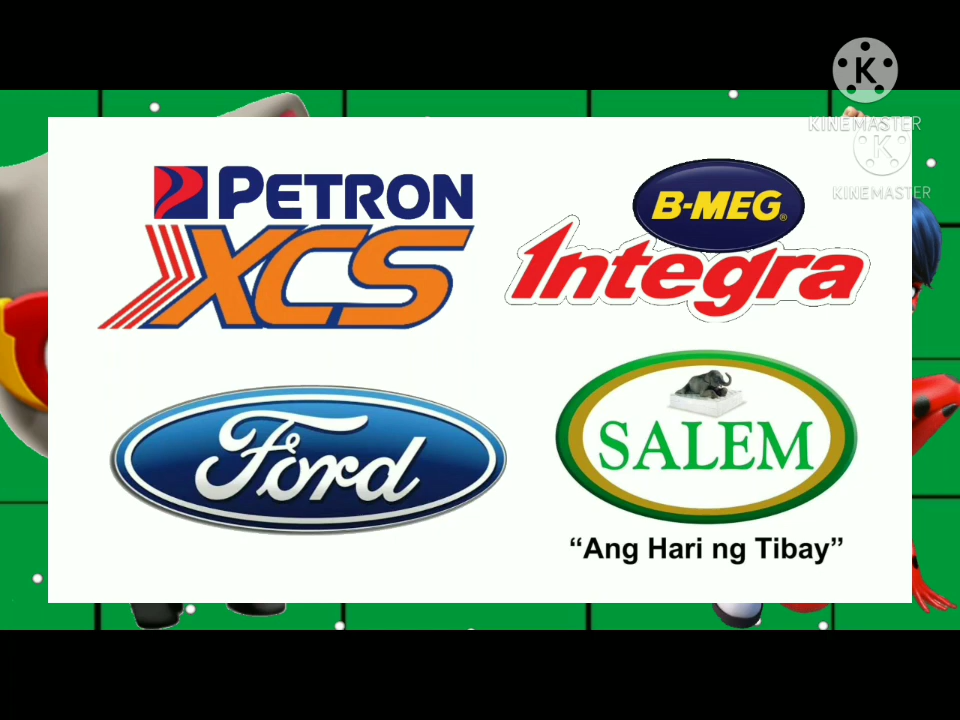 K
KINEMASTER
K
KINEMASTER
PETRON
XCS
B-MEG®
Integra
Ford
SALEM
“Ang Hari ng Tibay”